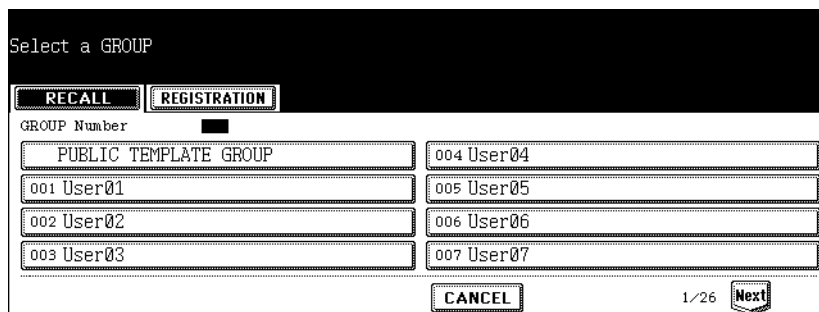 Select a GROUP
RECALL REGISTRATION
GROUP Number
PUBLIC TEMPLATE GROUP
001 User01
002 User02
003 User03
004 User04
005 User05
006 User06
007 User07
CANCEL
1/26 Next